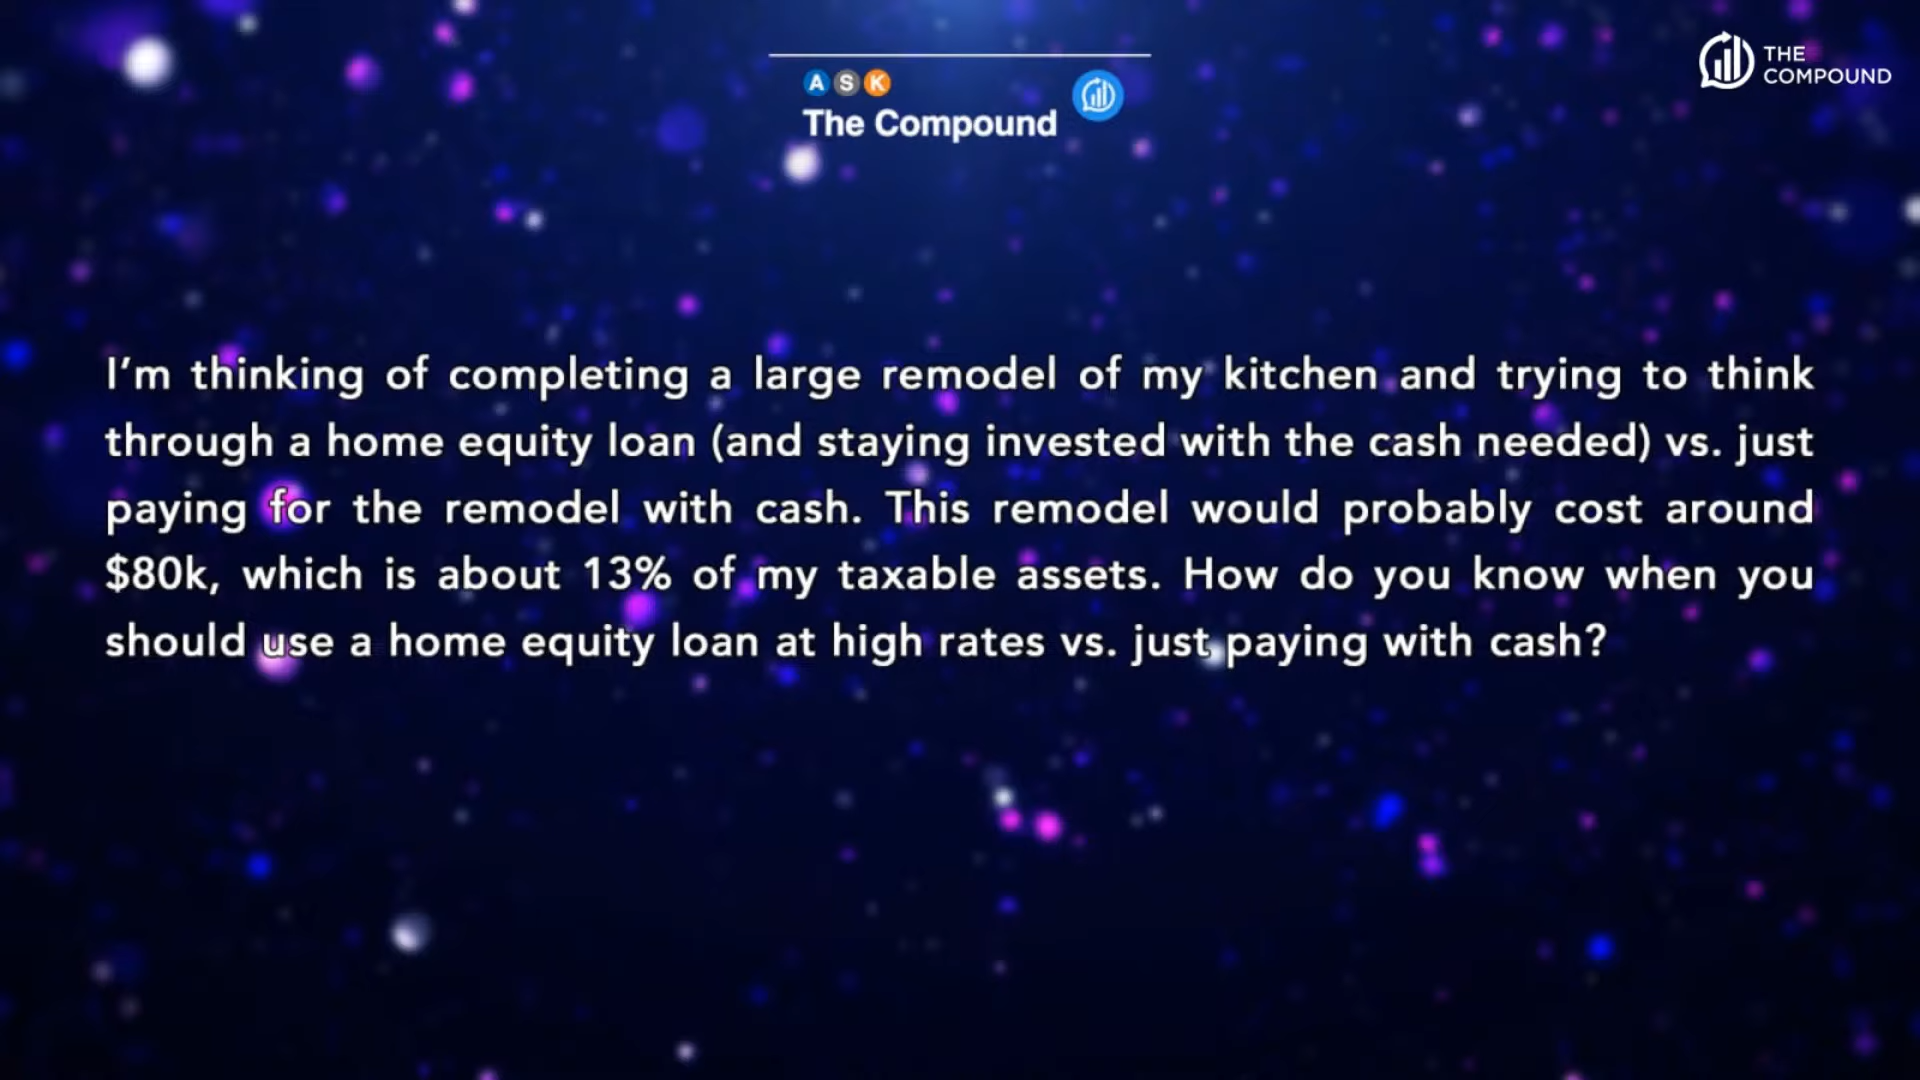 ASK
The Compound
THE
COMPOUND
I’m thinking of completing a large remodel of my kitchen and trying to think
through a home equity loan (and staying invested with the cash needed) vs. just
paying for the remodel with cash. This remodel would probably cost around
$80k, which is about 13% of my taxable assets. How do you know when you
should use a home equity loan at high rates vs. just paying with cash?